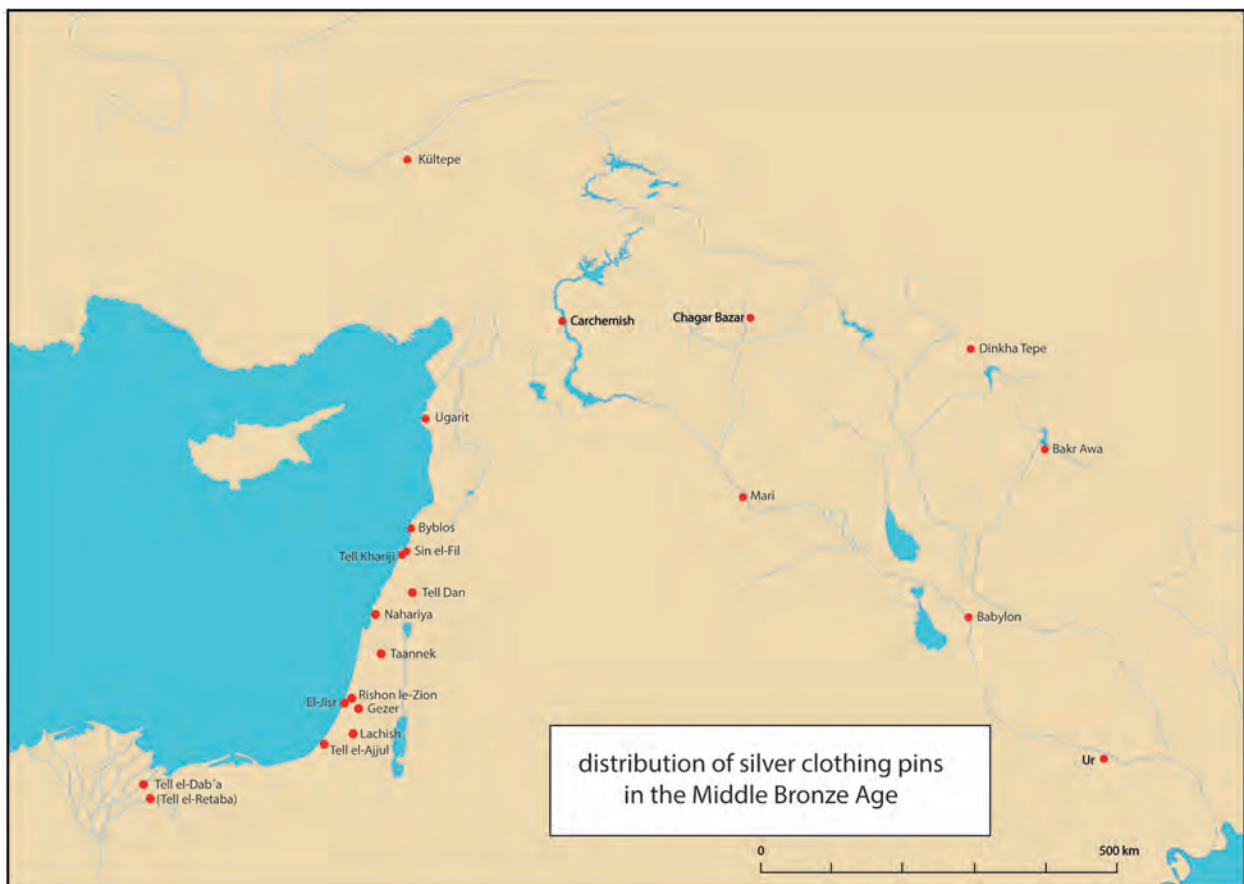 Kültepe
Carchemish
Chagar Bazar
Dinkha Tepe
Ugarit
Bakr Awa
Mari
Byblos
Sin el-Fil
Tell Khariji
Tell Dan
Nahariya
Babylon
Taannek
Rishon le-Zion
El-Jisr
Gezer
Lachish
Tell el-Ajjul
Ur
Tell el-Dab´a
(Tell el-Retaba)
distribution of silver clothing pins
in the Middle Bronze Age
0 500 km